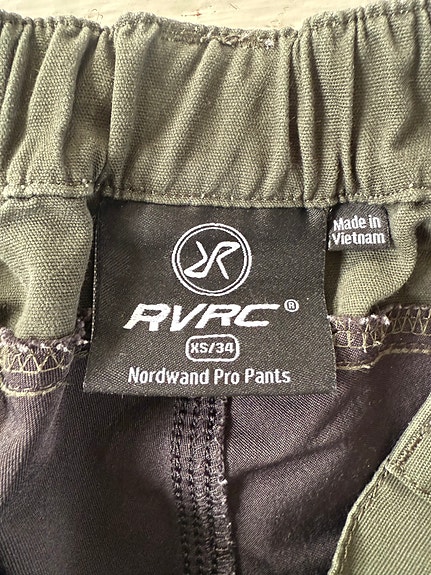 Made in
Vietnam
RVRC®
XS/34
Nordwand Pro Pants